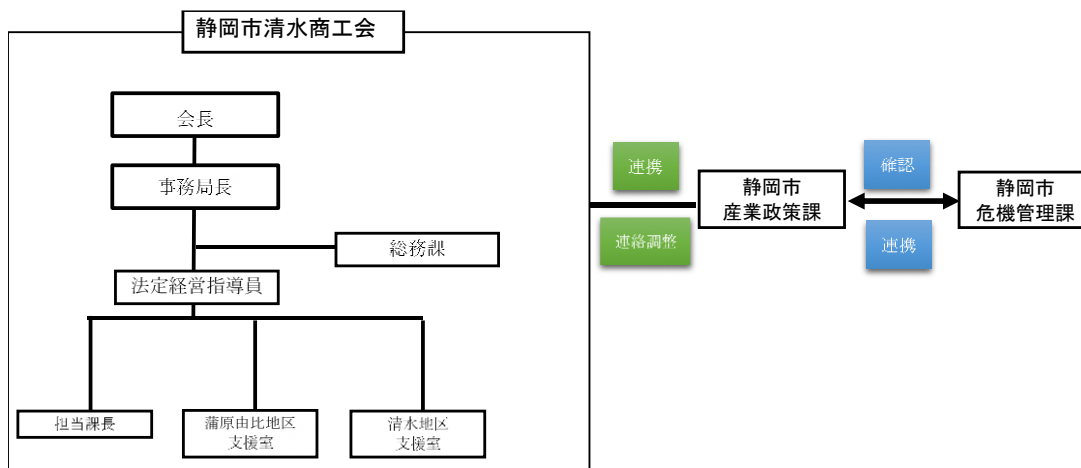 静岡市清水商工会
会長
事務局長
総務課
法定経営指導員
担当課長
蒲原由比地区
支援室
清水地区
支援室
連携
連絡調整
静岡市
産業政策課
確認
連携
静岡市
危機管理課